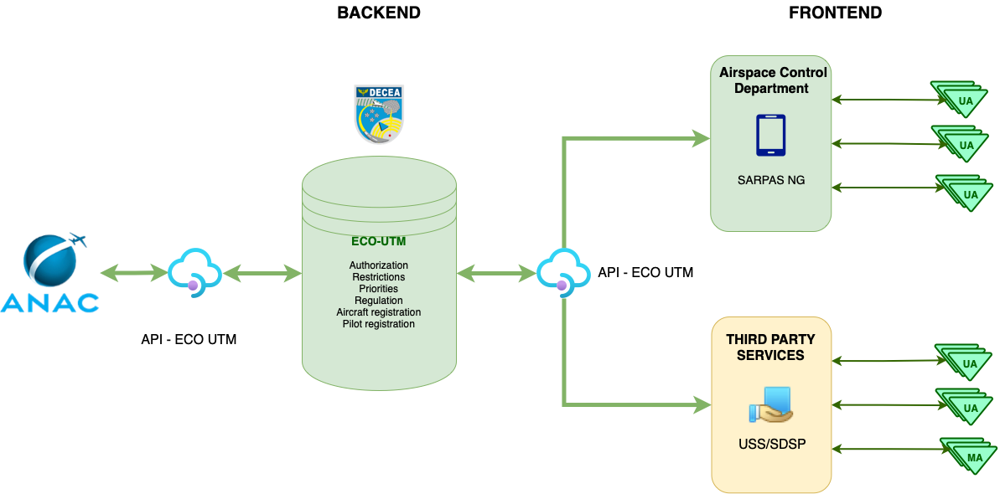 BACKEND
FRONTEND
DECEA
ECO-UTM
Authorization
Restrictions
Priorities
Regulation
Aircraft registration
Pilot registration
ANAC
API - ECO UTM
API - ECO UTM
Airspace Control
Department
SARPAS NG
UA
UA
UA
THIRD PARTY
SERVICES
USS/SDSP
UA
UA
MA